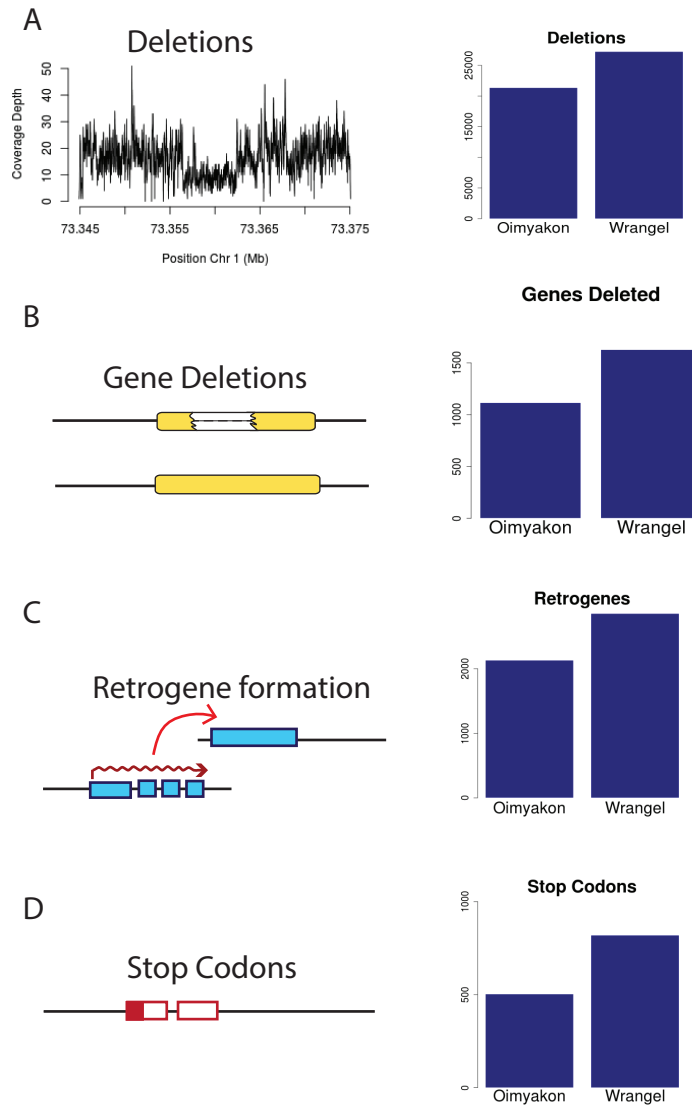 A
Deletions
50
40
30
20
10
0
Coverage Depth
73.345
73.355
73.365
73.375
Position Chr 1 (Mb)
Deletions
25000
15000
5000
0
Oimyakon
Wrangel
B
Gene Deletions
Genes Deleted
1500
1000
500
0
Oimyakon
Wrangel
C
Retrogene formation
Retrogenes
2000
1000
0
Oimyakon
Wrangel
D
Stop Codons
Stop Codons
1000
500
0
Oimyakon
Wrangel